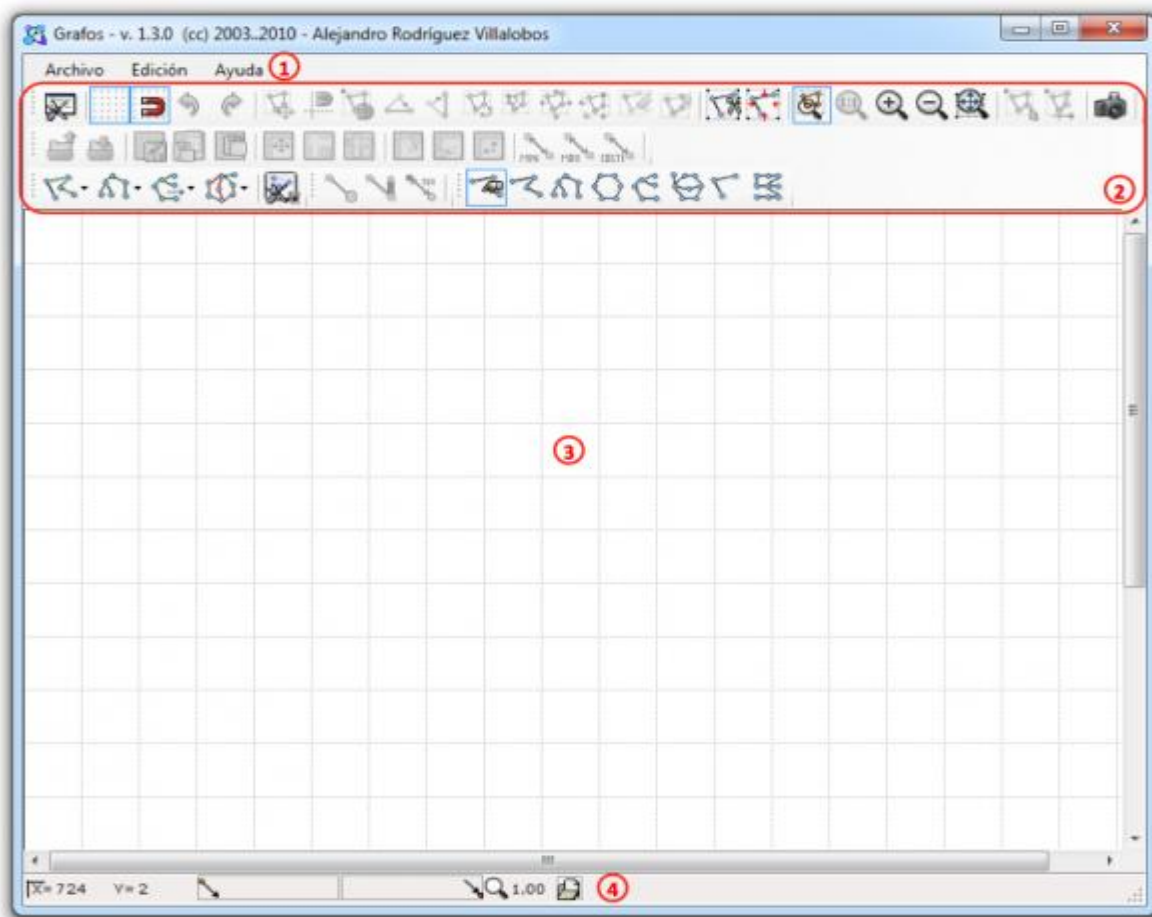 Grafos - v. 1.3.0 (cc) 2003..2010 - Alejandro Rodríguez Villalobos
Archivo Edición Ayuda 1
2
3
X=724 Y=2 1.00 4